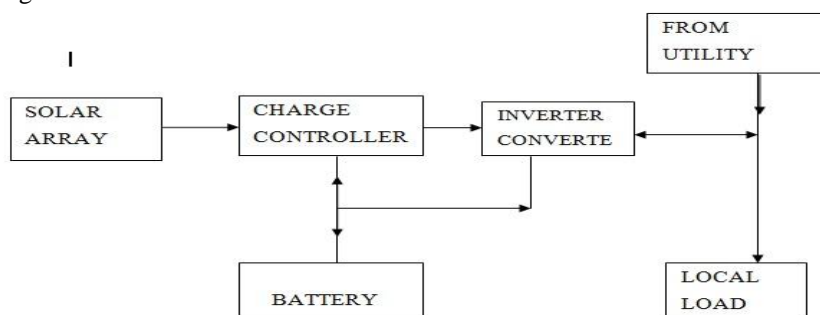 FROM
UTILITY
SOLAR
ARRAY
CHARGE
CONTROLLER
INVERTER
CONVERTE
BATTERY
LOCAL
LOAD